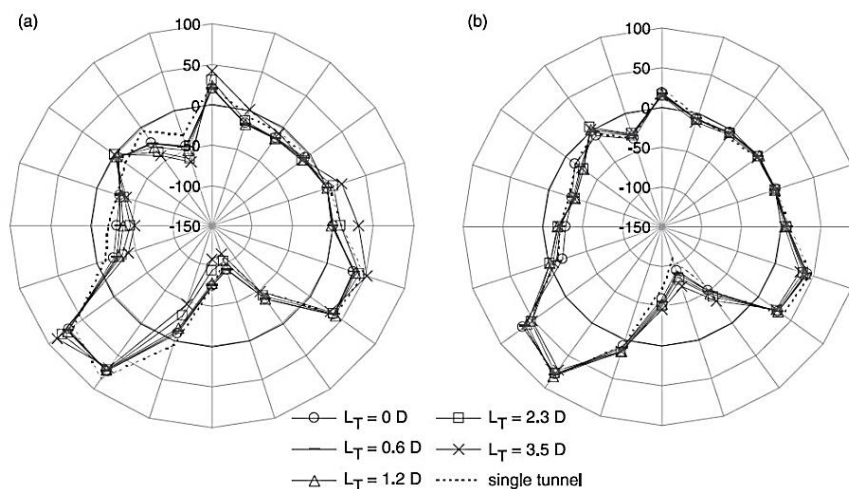 (a)
100
50
0
-50
-100
-150
(b)
100
50
0
-50
-100
-150
L_T = 0 D
L_T = 0.6 D
L_T = 1.2 D
L_T = 2.3 D
L_T = 3.5 D
single tunnel